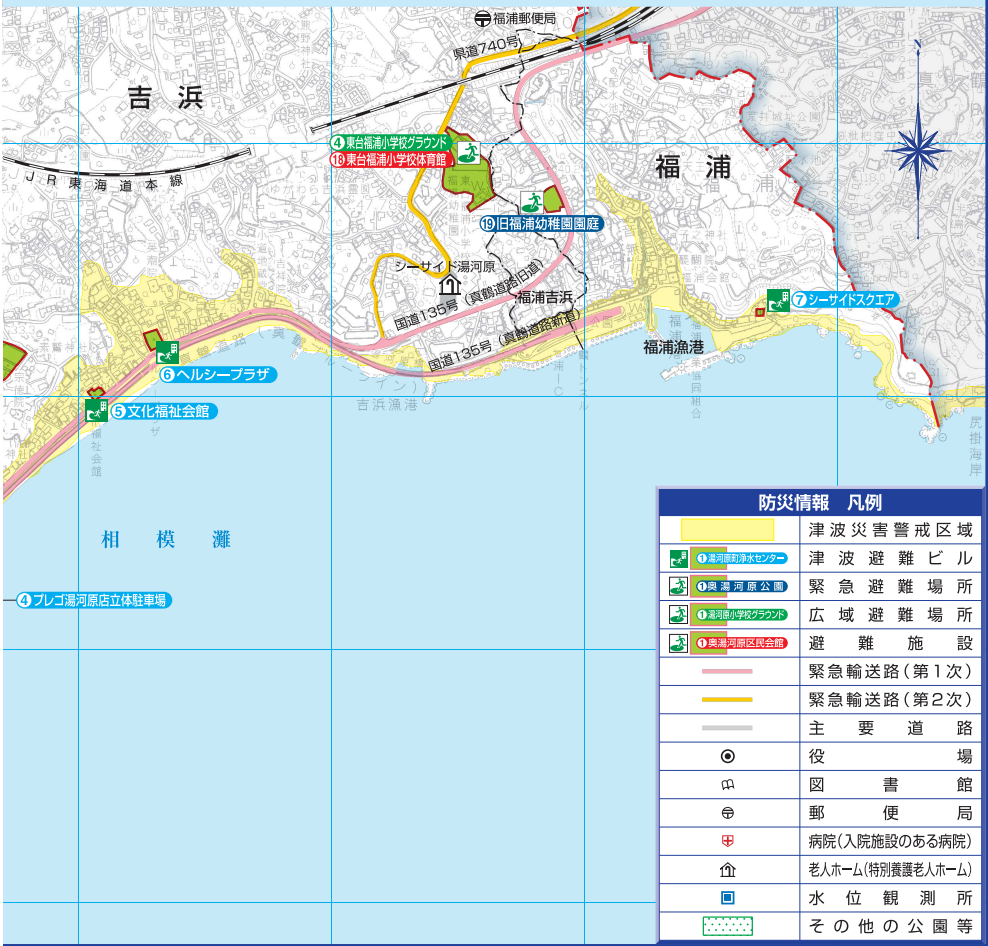 福浦郵便局
県道740号
N
吉浜
④東台福浦小学校グラウンド
⑱東台福浦小学校体育館
福浦
JR東海道本線
⑲旧福浦幼稚園園庭
シーサイド湯河原
国道135号(真鶴道路旧道)
福浦吉浜
⑦シーサイドスクエア
国道135号(真鶴道路新道)
福浦漁港
⑥ヘルシープラザ
吉浜漁港
⑤文化福祉会館
尻掛海岸
福祉会館
相模灘
④プレゴ湯河原店立体駐車場
防災情報 凡例
津波災害警戒区域
①湯河原町浄水センター 津波避難ビル
①奥湯河原公園 緊急避難場所
①湯河原小学校グラウンド 広域避難場所
①奥湯河原区民会館 避難施設
緊急輸送路(第1次)
緊急輸送路(第2次)
主要道路
役場
図書館
郵便局
病院(入院施設のある病院)
老人ホーム(特別養護老人ホーム)
水位観測所
その他の公園等